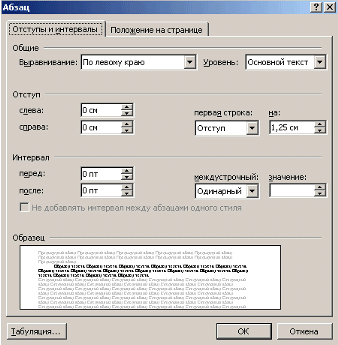 Абзац
Отступы и интервалы Положение на странице
Общие
Выравнивание: По левому краю Уровень: Основной текст
Отступ
слева: 0 см первая строка: на:
справа: 0 см Отступ 1,25 см
Интервал
перед: 0 пт междустрочный: значение:
после: 0 пт Одинарный
Не добавлять интервал между абзацами одного стиля
Образец
Табуляция... ОК Отмена